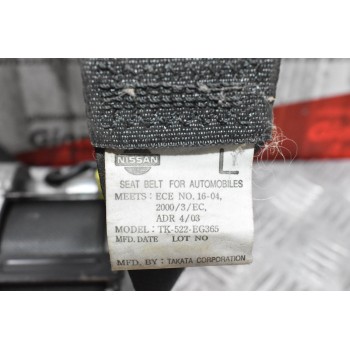 NISSAN
L
SEAT BELT FOR AUTOMOBILES
MEETS: ECE NO. 16-04,
2000/3/EC,
ADR 4/03
MODEL: TK-522-EG365
MFD. DATE LOT NO
MFD. BY: TAKATA CORPORATION